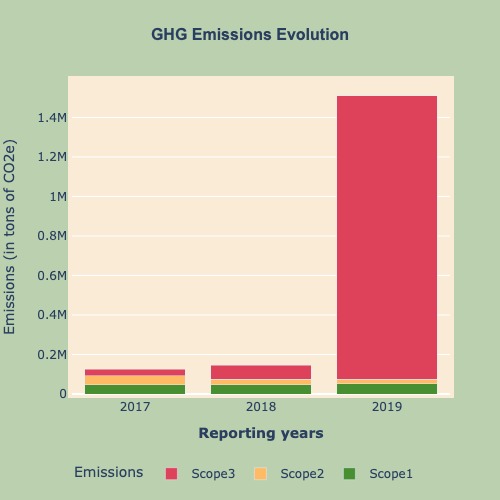 GHG Emissions Evolution
Emissions (in tons of CO2e)
1.4M
1.2M
1M
0.8M
0.6M
0.4M
0.2M
0
2017 2018 2019
Reporting years
Emissions Scope3 Scope2 Scope1